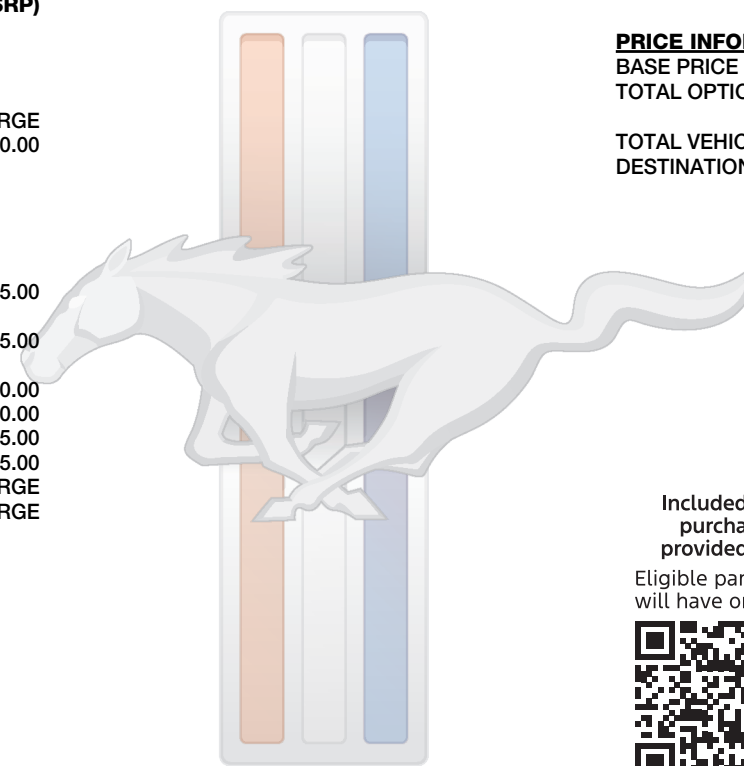 SRP)
RGE
0.00
5.00
5.00
0.00
0.00
5.00
5.00
RGE
RGE
PRICE INFO
BASE PRICE
TOTAL OPTIO
TOTAL VEHIC
DESTINATION
Included
purcha
provided
Eligible par
will have o